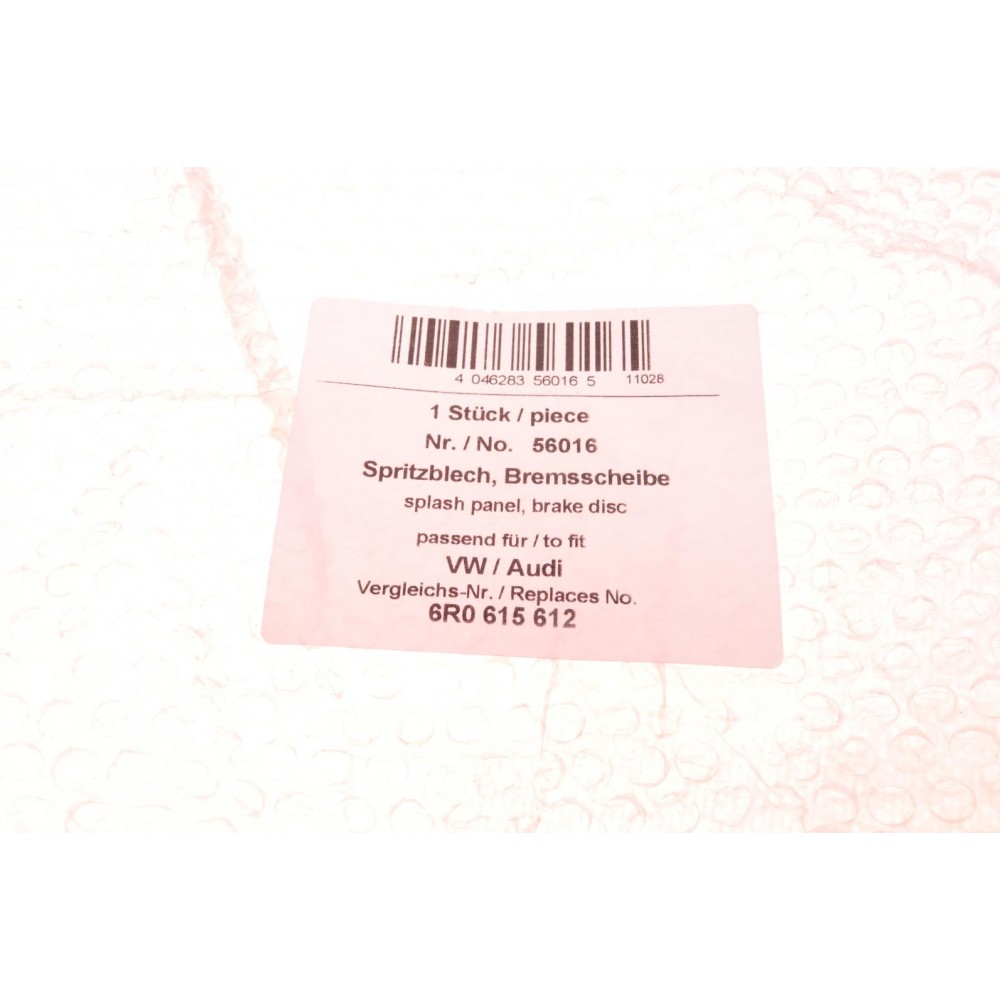 4 046283 56016 5 11028
1 Stück / piece
Nr. / No. 56016
Spritzblech, Bremsscheibe
splash panel, brake disc
passend für / to fit
VW / Audi
Vergleichs-Nr. / Replaces No.
6R0 615 612